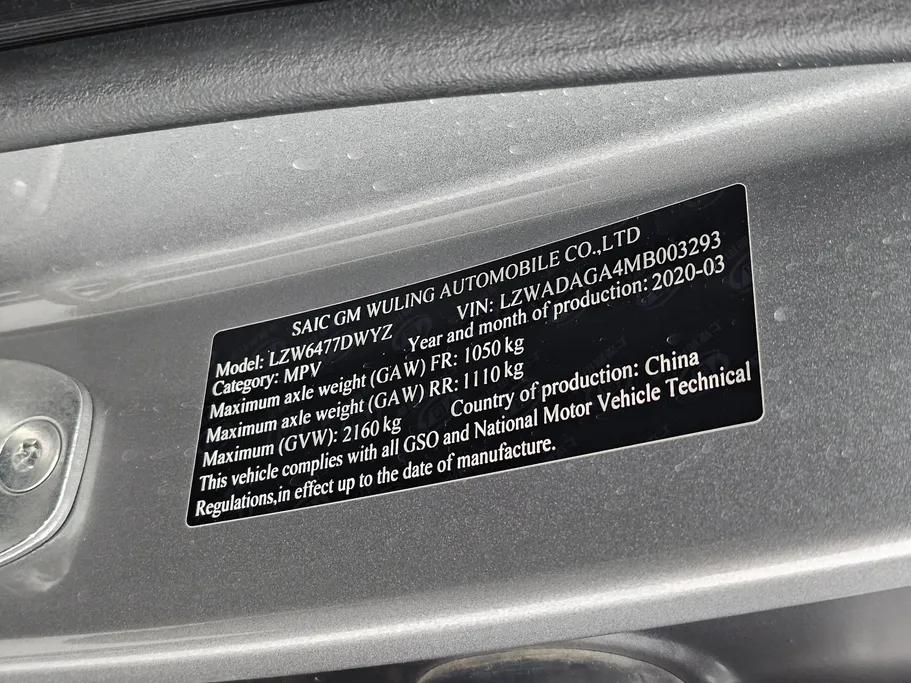 SAIC GM WULING AUTOMOBILE CO.,LTD
Model: LZW6477DWYZ VIN: LZWADAGA4MB003293
Category: MPV Year and month of production: 2020-03
Maximum axle weight (GAW) FR: 1050 kg
Maximum axle weight (GAW) RR: 1110 kg
Maximum (GVW): 2160 kg Country of production: China
This vehicle complies with all GSO and National Motor Vehicle Technical
Regulations,in effect up to the date of manufacture.